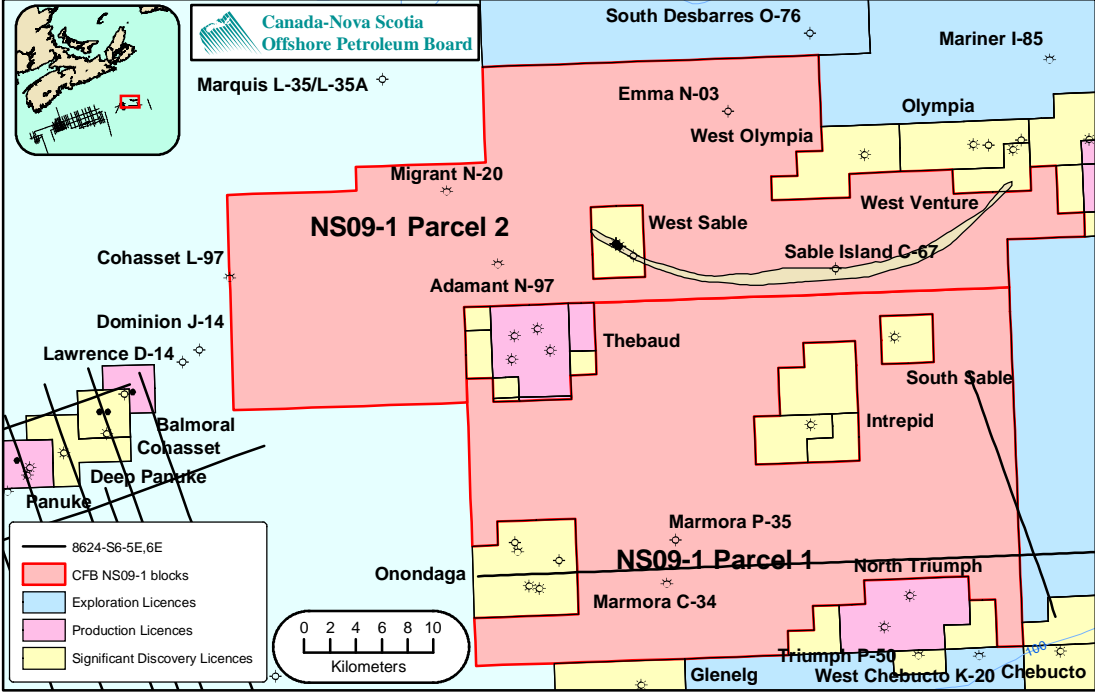 Canada-Nova Scotia
Offshore Petroleum Board
South Desbarres O-76
Mariner I-85
Marquis L-35/L-35A
Emma N-03
Olympia
West Olympia
Migrant N-20
West Venture
NS09-1 Parcel 2
West Sable
Cohasset L-97
Sable Island C-67
Adamant N-97
Dominion J-14
Thebaud
Lawrence D-14
South Sable
Balmoral
Intrepid
Cohasset
Deep Panuke
Panuke
Marmora P-35
NS09-1 Parcel 1
North Triumph
Onondaga
Marmora C-34
8624-S6-5E,6E
CFB NS09-1 blocks
Exploration Licences
Production Licences
Significant Discovery Licences
0 2 4 6 8 10
Kilometers
Triumph P-50
100
Glenelg
West Chebucto K-20
Chebucto